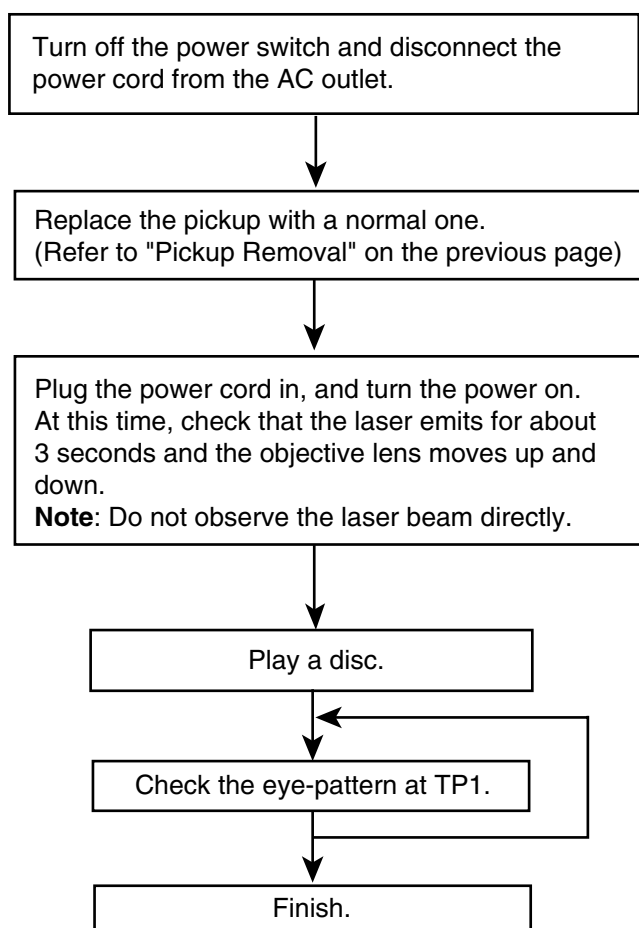 Turn off the power switch and disconnect the
power cord from the AC outlet.
Replace the pickup with a normal one.
(Refer to "Pickup Removal" on the previous page)
Plug the power cord in, and turn the power on.
At this time, check that the laser emits for about
3 seconds and the objective lens moves up and
down.
Note: Do not observe the laser beam directly.
Play a disc.
Check the eye-pattern at TP1.
Finish.